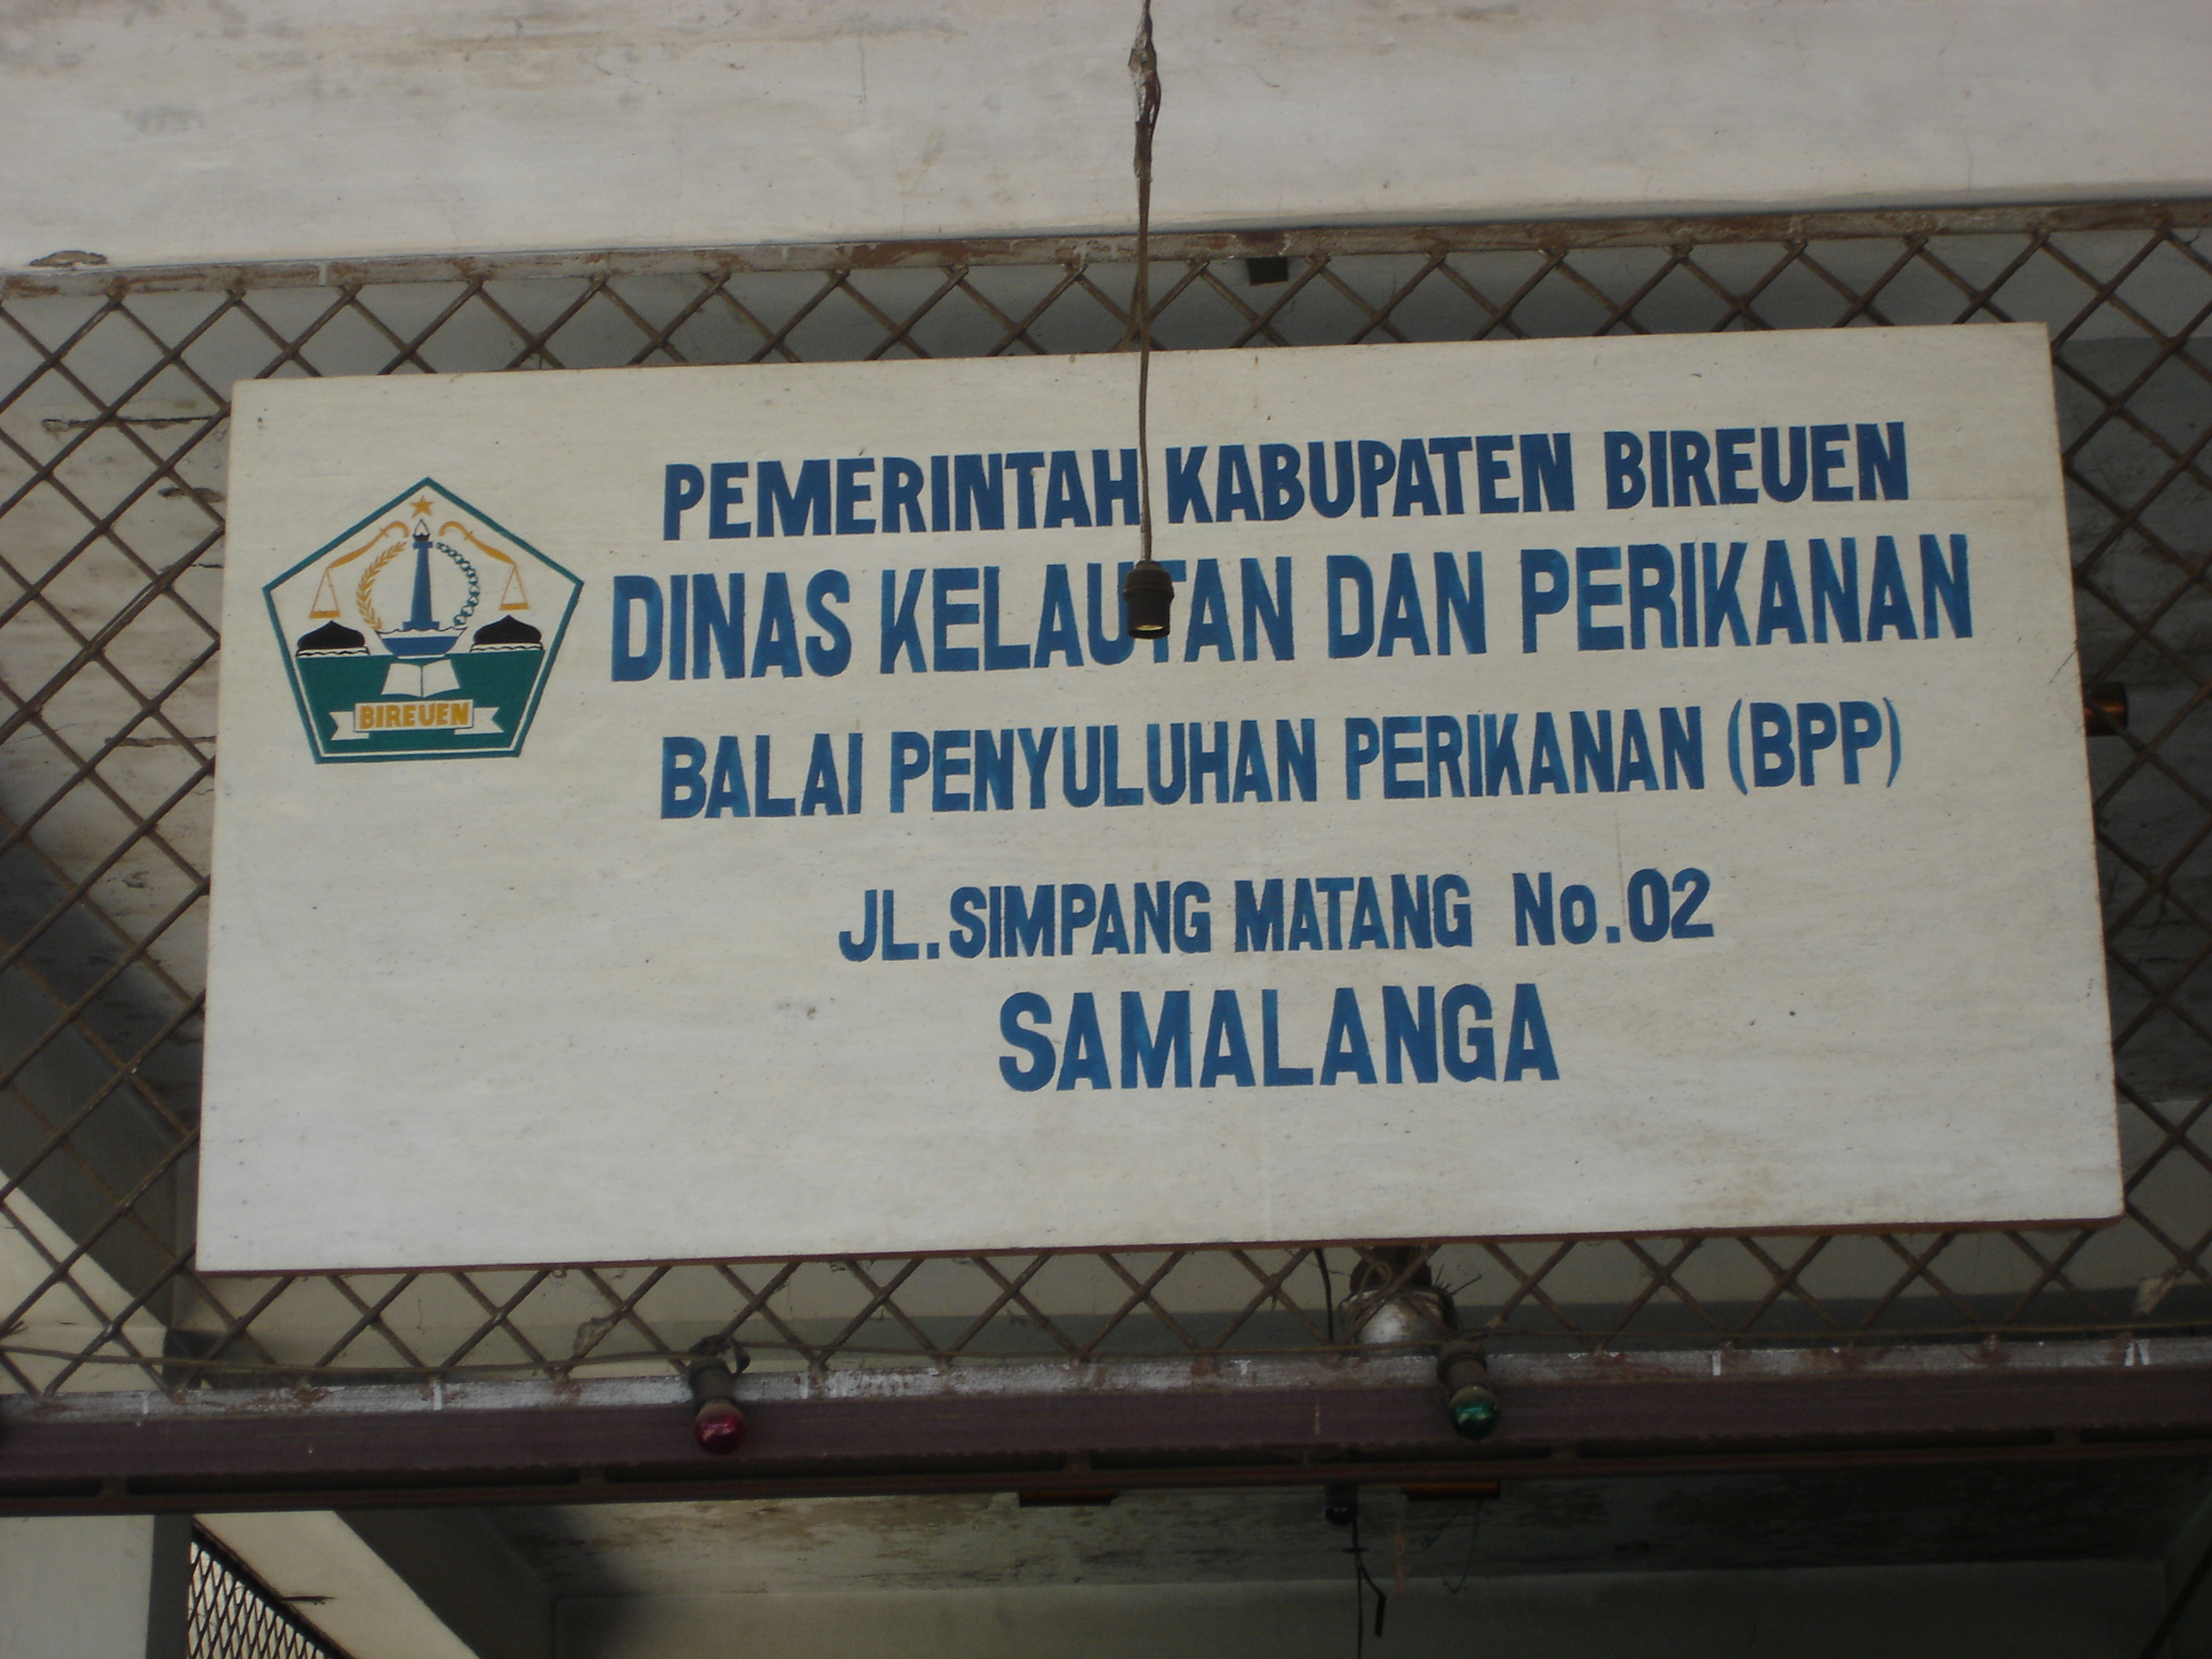 PEMERINTAH KABUPATEN BIREUEN
DINAS KELAUTAN DAN PERIKANAN
BALAI PENYULUHAN PERIKANAN (BPP)
JL. SIMPANG MATANG No. 02
SAMALANGA
BIREUEN